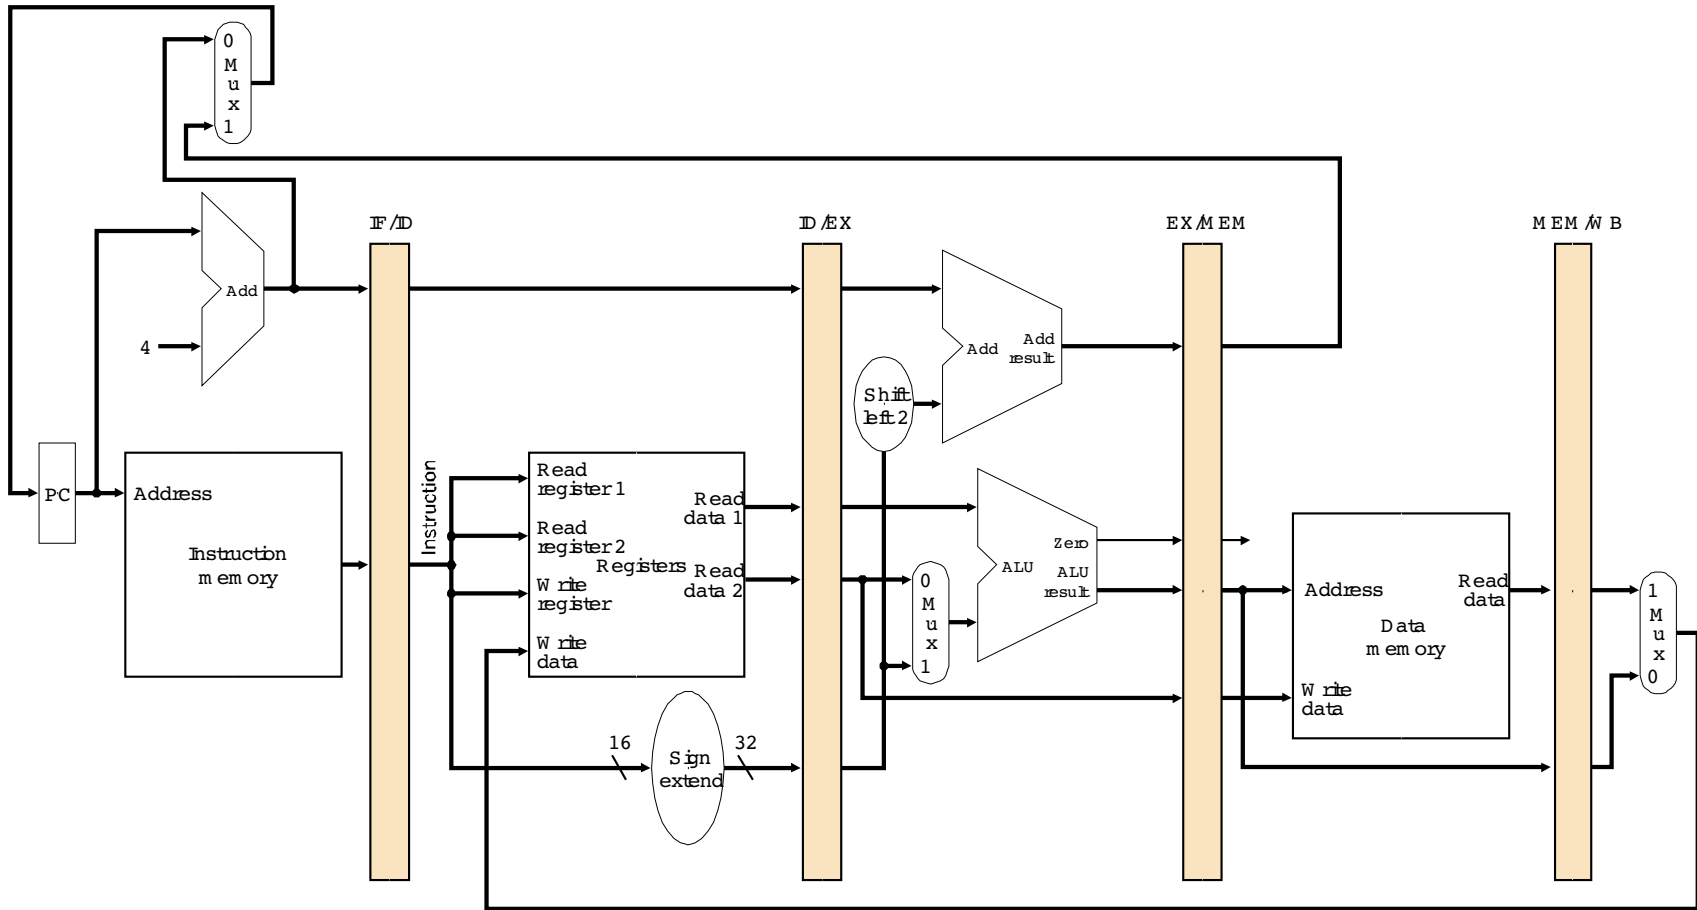 0
M
u
x
1
IF/ID
ID/EX
EX/MEM
MEM/WB
Add
4
Add
Add
result
Shift
left 2
PC
Address
Instruction
memory
Instruction
Read
register 1
Read
register 2
Write
register
Write
data
Registers
Read
data 1
Read
data 2
16
Sign
extend
32
0
M
u
x
1
Zero
ALU
ALU
result
Address
Read
data
Data
memory
Write
data
1
M
u
x
0